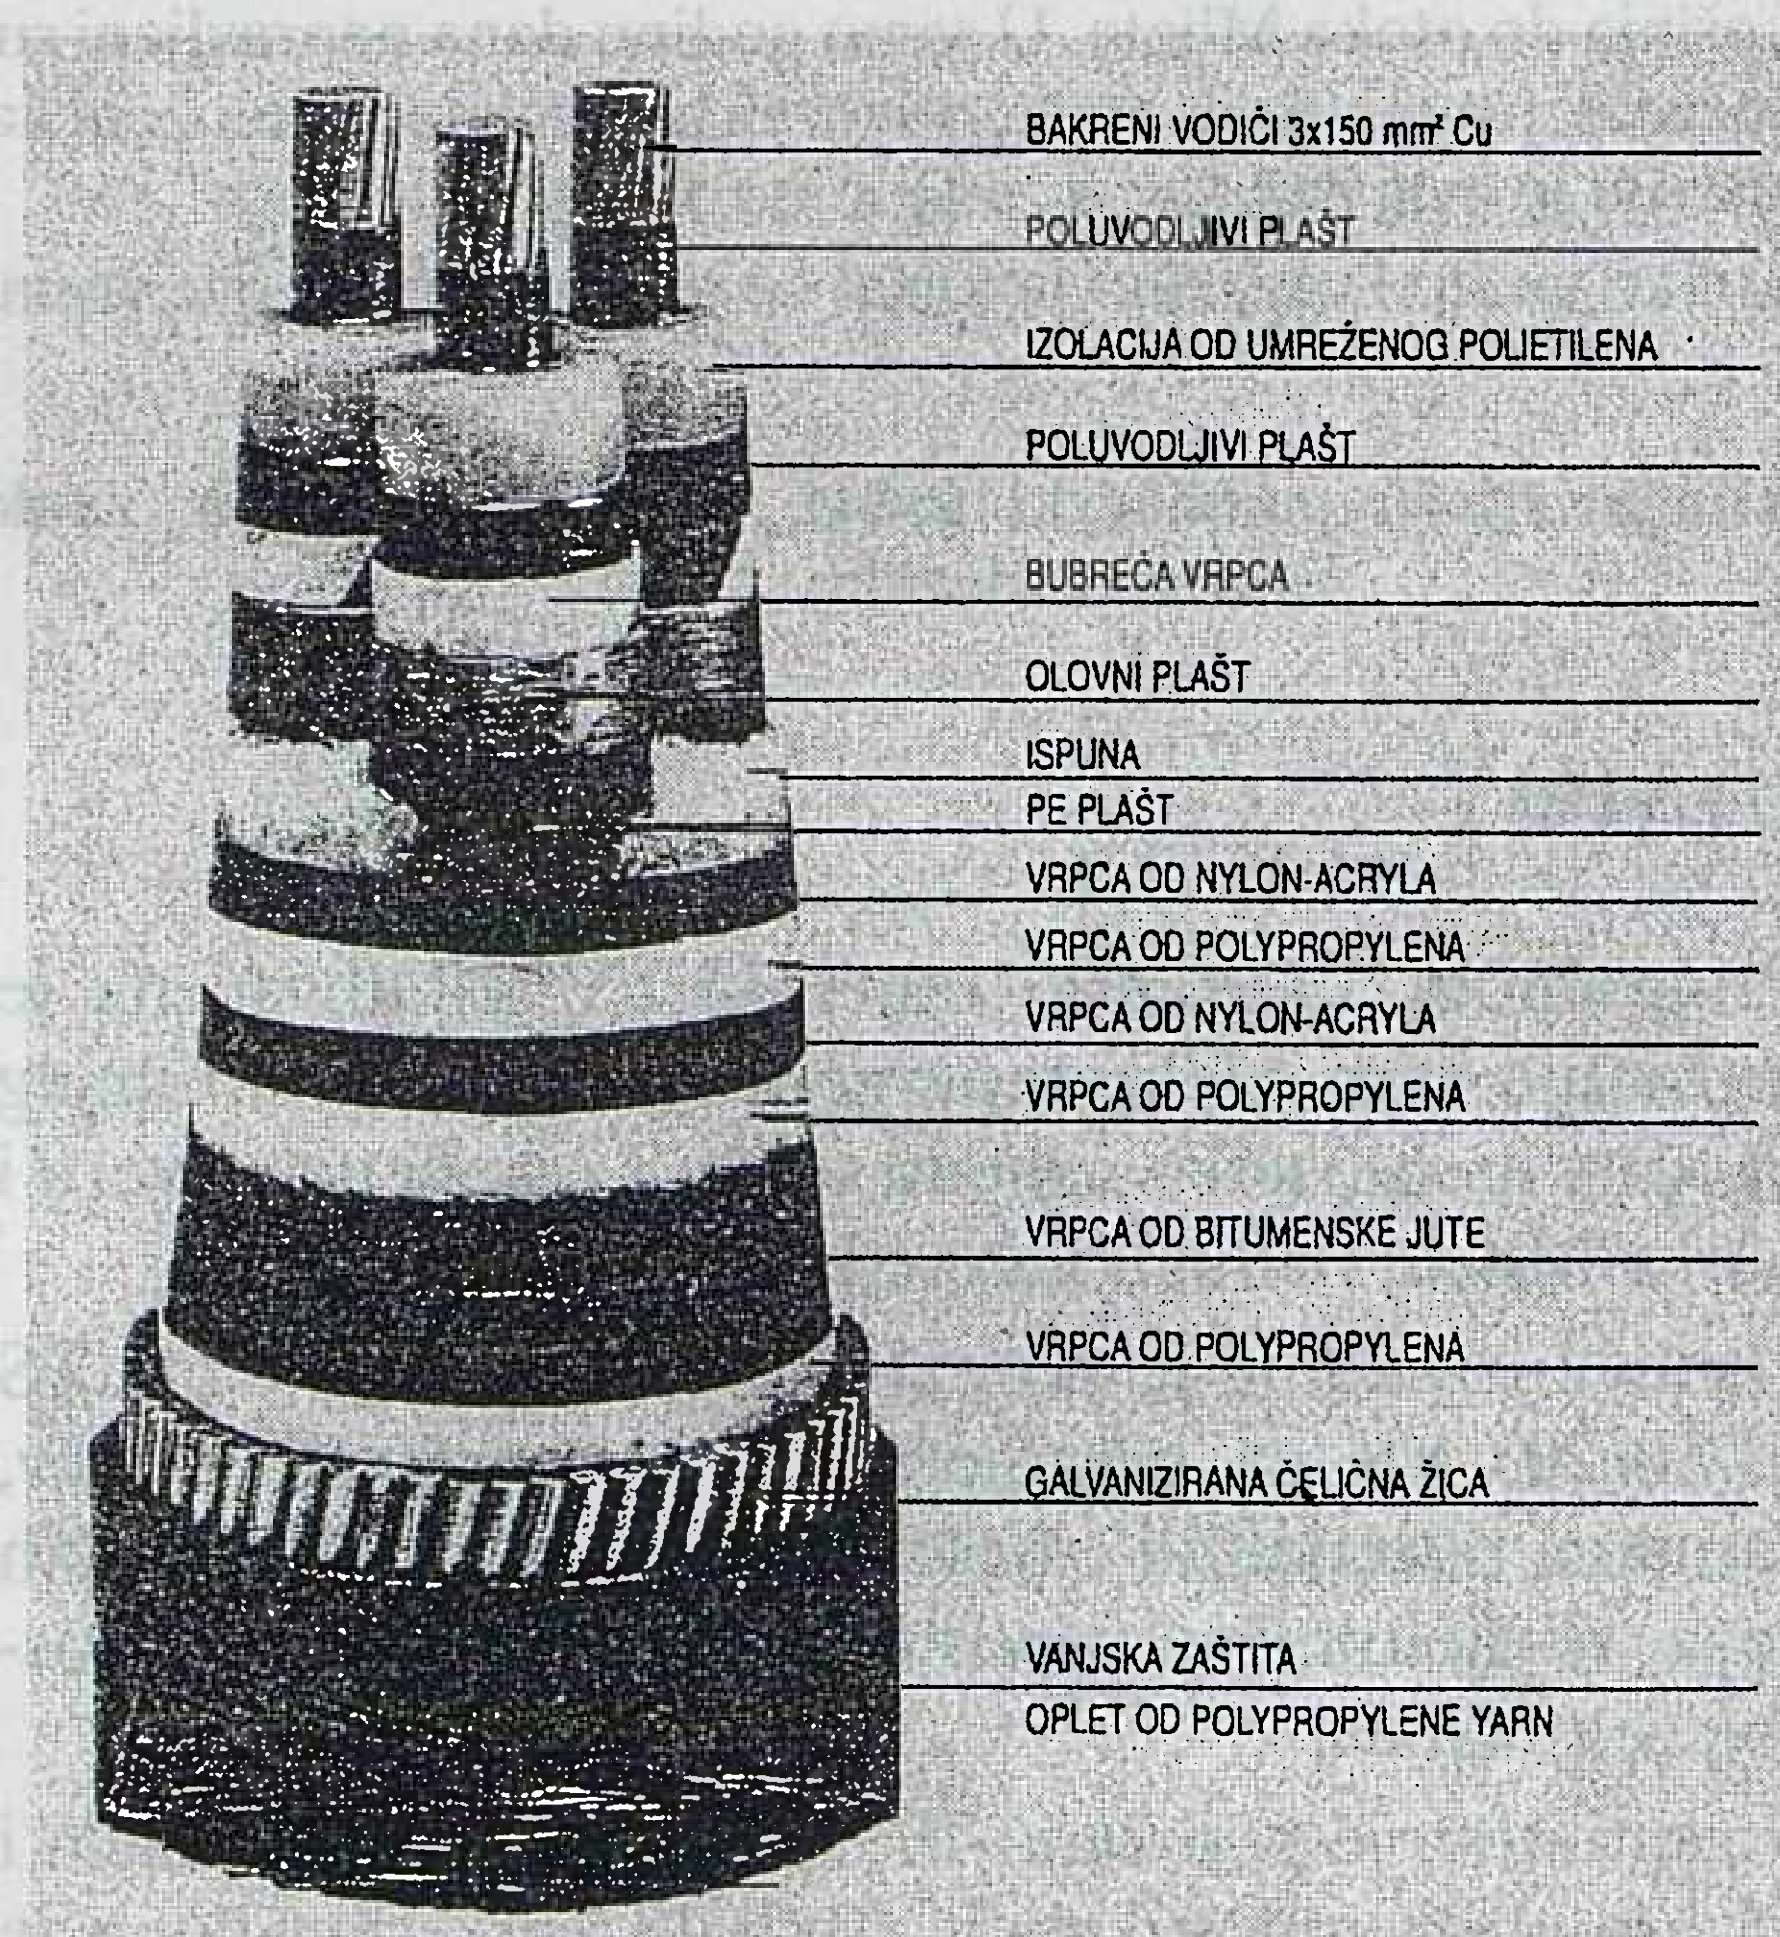 BAKRENI VODIČI 3x150 mm² Cu
POLUVODLJIVI PLAŠT
IZOLACIJA OD UMREŽENOG POLIETILENA
POLUVODLJIVI PLAŠT
BUBREĆA VRPCA
OLOVNI PLAŠT
ISPUNA
PE PLAŠT
VRPCA OD NYLON-ACRYLA
VRPCA OD POLYPROPYLENA
VRPCA OD NYLON-ACRYLA
VRPCA OD POLYPROPYLENA
VRPCA OD BITUMENSKE JUTE
VRPCA OD POLYPROPYLENA
GALVANIZIRANA ČELIČNA ŽICA
VANJSKA ZAŠTITA
OPLET OD POLYPROPYLENE YARN